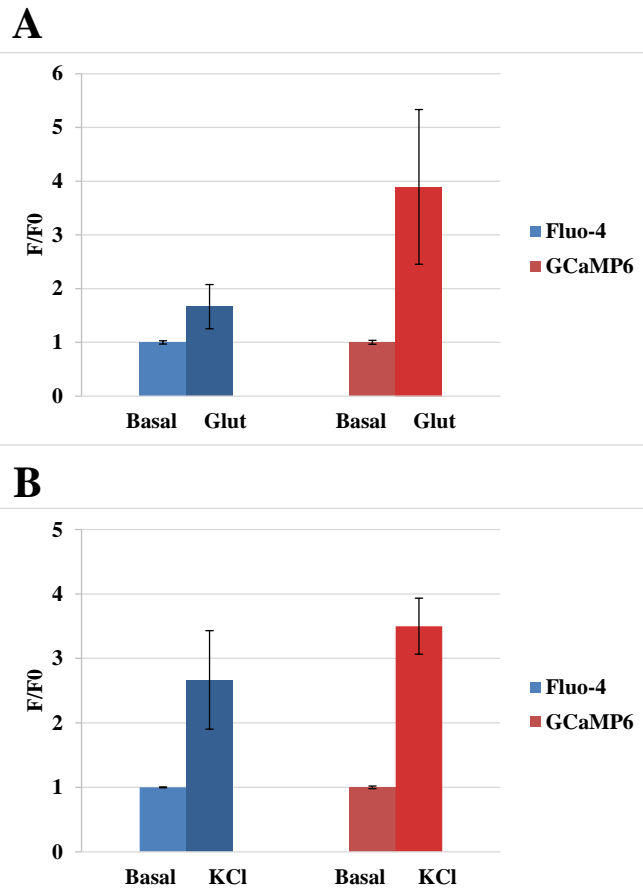 A
6
5
4
3
2
1
0
F/F0
Basal Glut Basal Glut
Fluo-4
GCaMP6
B
5
4
3
2
1
0
F/F0
Basal KCl Basal KCl
Fluo-4
GCaMP6